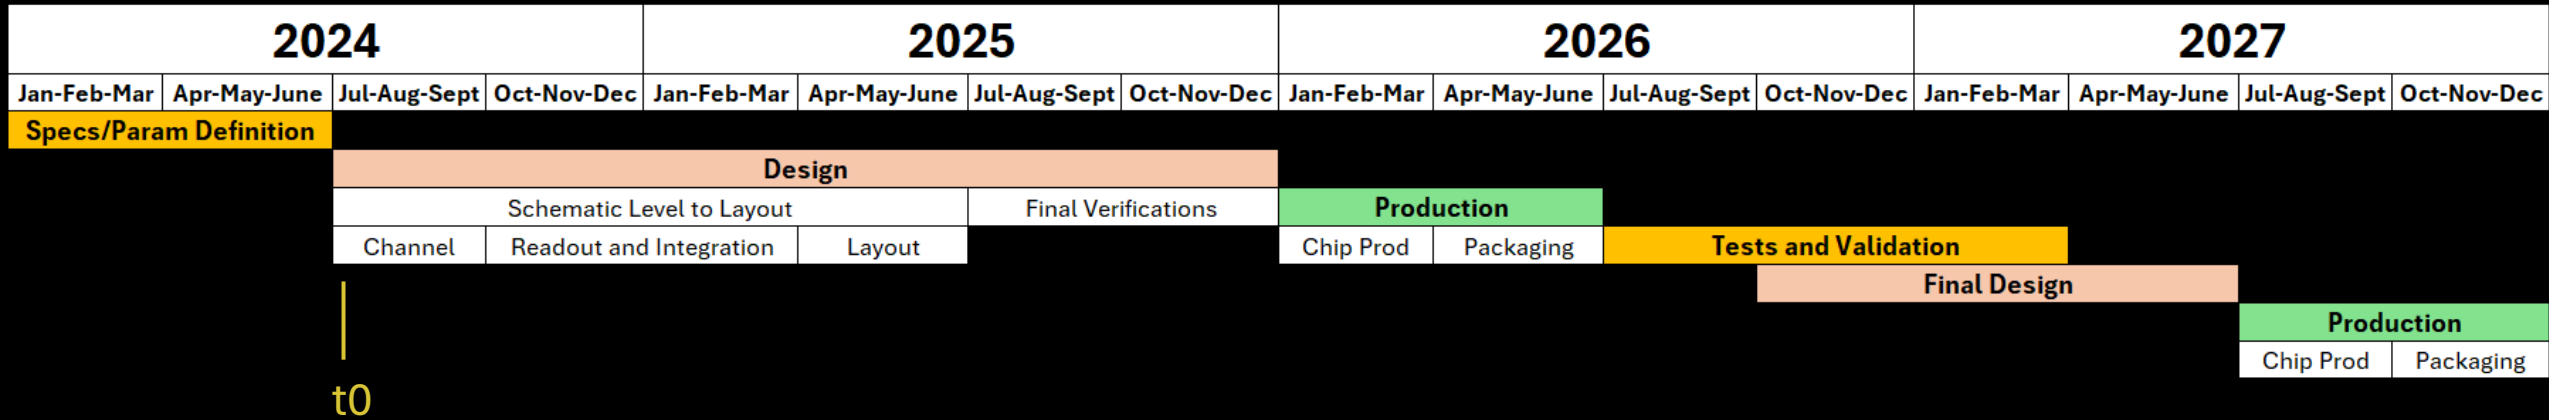 2024 2025 2026 2027
Jan-Feb-Mar Apr-May-June Jul-Aug-Sept Oct-Nov-Dec Jan-Feb-Mar Apr-May-June Jul-Aug-Sept Oct-Nov-Dec Jan-Feb-Mar Apr-May-June Jul-Aug-Sept Oct-Nov-Dec Jan-Feb-Mar Apr-May-June Jul-Aug-Sept Oct-Nov-Dec
Specs/Param Definition
Design
Schematic Level to Layout Final Verifications Production
Channel Readout and Integration Layout Chip Prod Packaging Tests and Validation
Final Design
Production
Chip Prod Packaging
t0